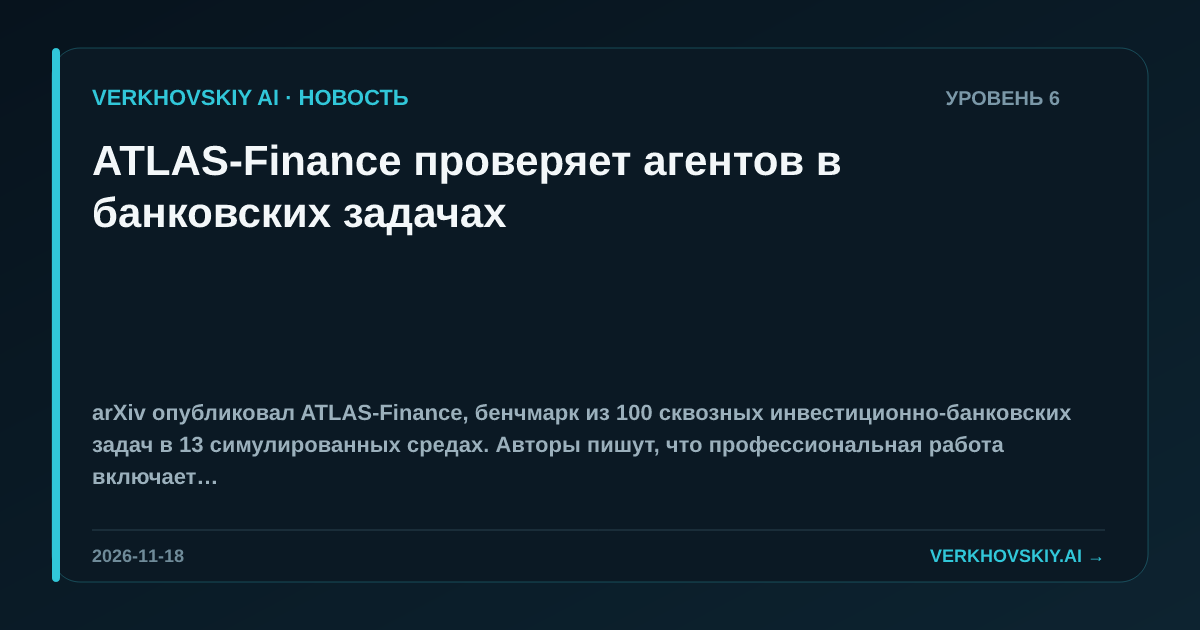 VERKHOVSKIY AI · НОВОСТЬ
УРОВЕНЬ 6
ATLAS-Finance проверяет агентов в
банковских задачах
arXiv опубликовал ATLAS-Finance, бенчмарк из 100 сквозных инвестиционно-банковских
задач в 13 симулированных средах. Авторы пишут, что профессиональная работа
включает…
2026-11-18
VERKHOVSKIY.AI →